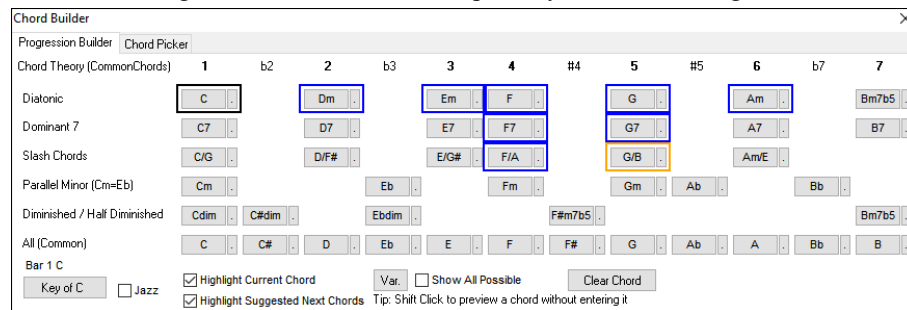 Chord Builder
Progression Builder Chord Picker
Chord Theory (CommonChords) 1 b2 2 b3 3 4 #4 5 #5 6 b7 7
Diatonic C . Dm . Em . F . G . Am . Bm7b5 .
Dominant 7 C7 . D7 . E7 . F7 . G7 . A7 . B7 .
Slash Chords C/G . D/F# . E/G# . F/A . G/B . Am/E .
Parallel Minor (Cm=Eb) Cm . Eb . Fm . Gm . Ab . Bb .
Diminished / Half Diminished Cdim . C#dim . Ebdim . F#m7b5 . Bm7b5 .
All (Common) C . C# . D . Eb . E . F . F# . G . Ab . A . Bb . B .
Bar 1 C
Key of C Jazz Highlight Current Chord Var. Show All Possible Clear Chord
Highlight Suggested Next Chords Tip: Shift Click to preview a chord without entering it